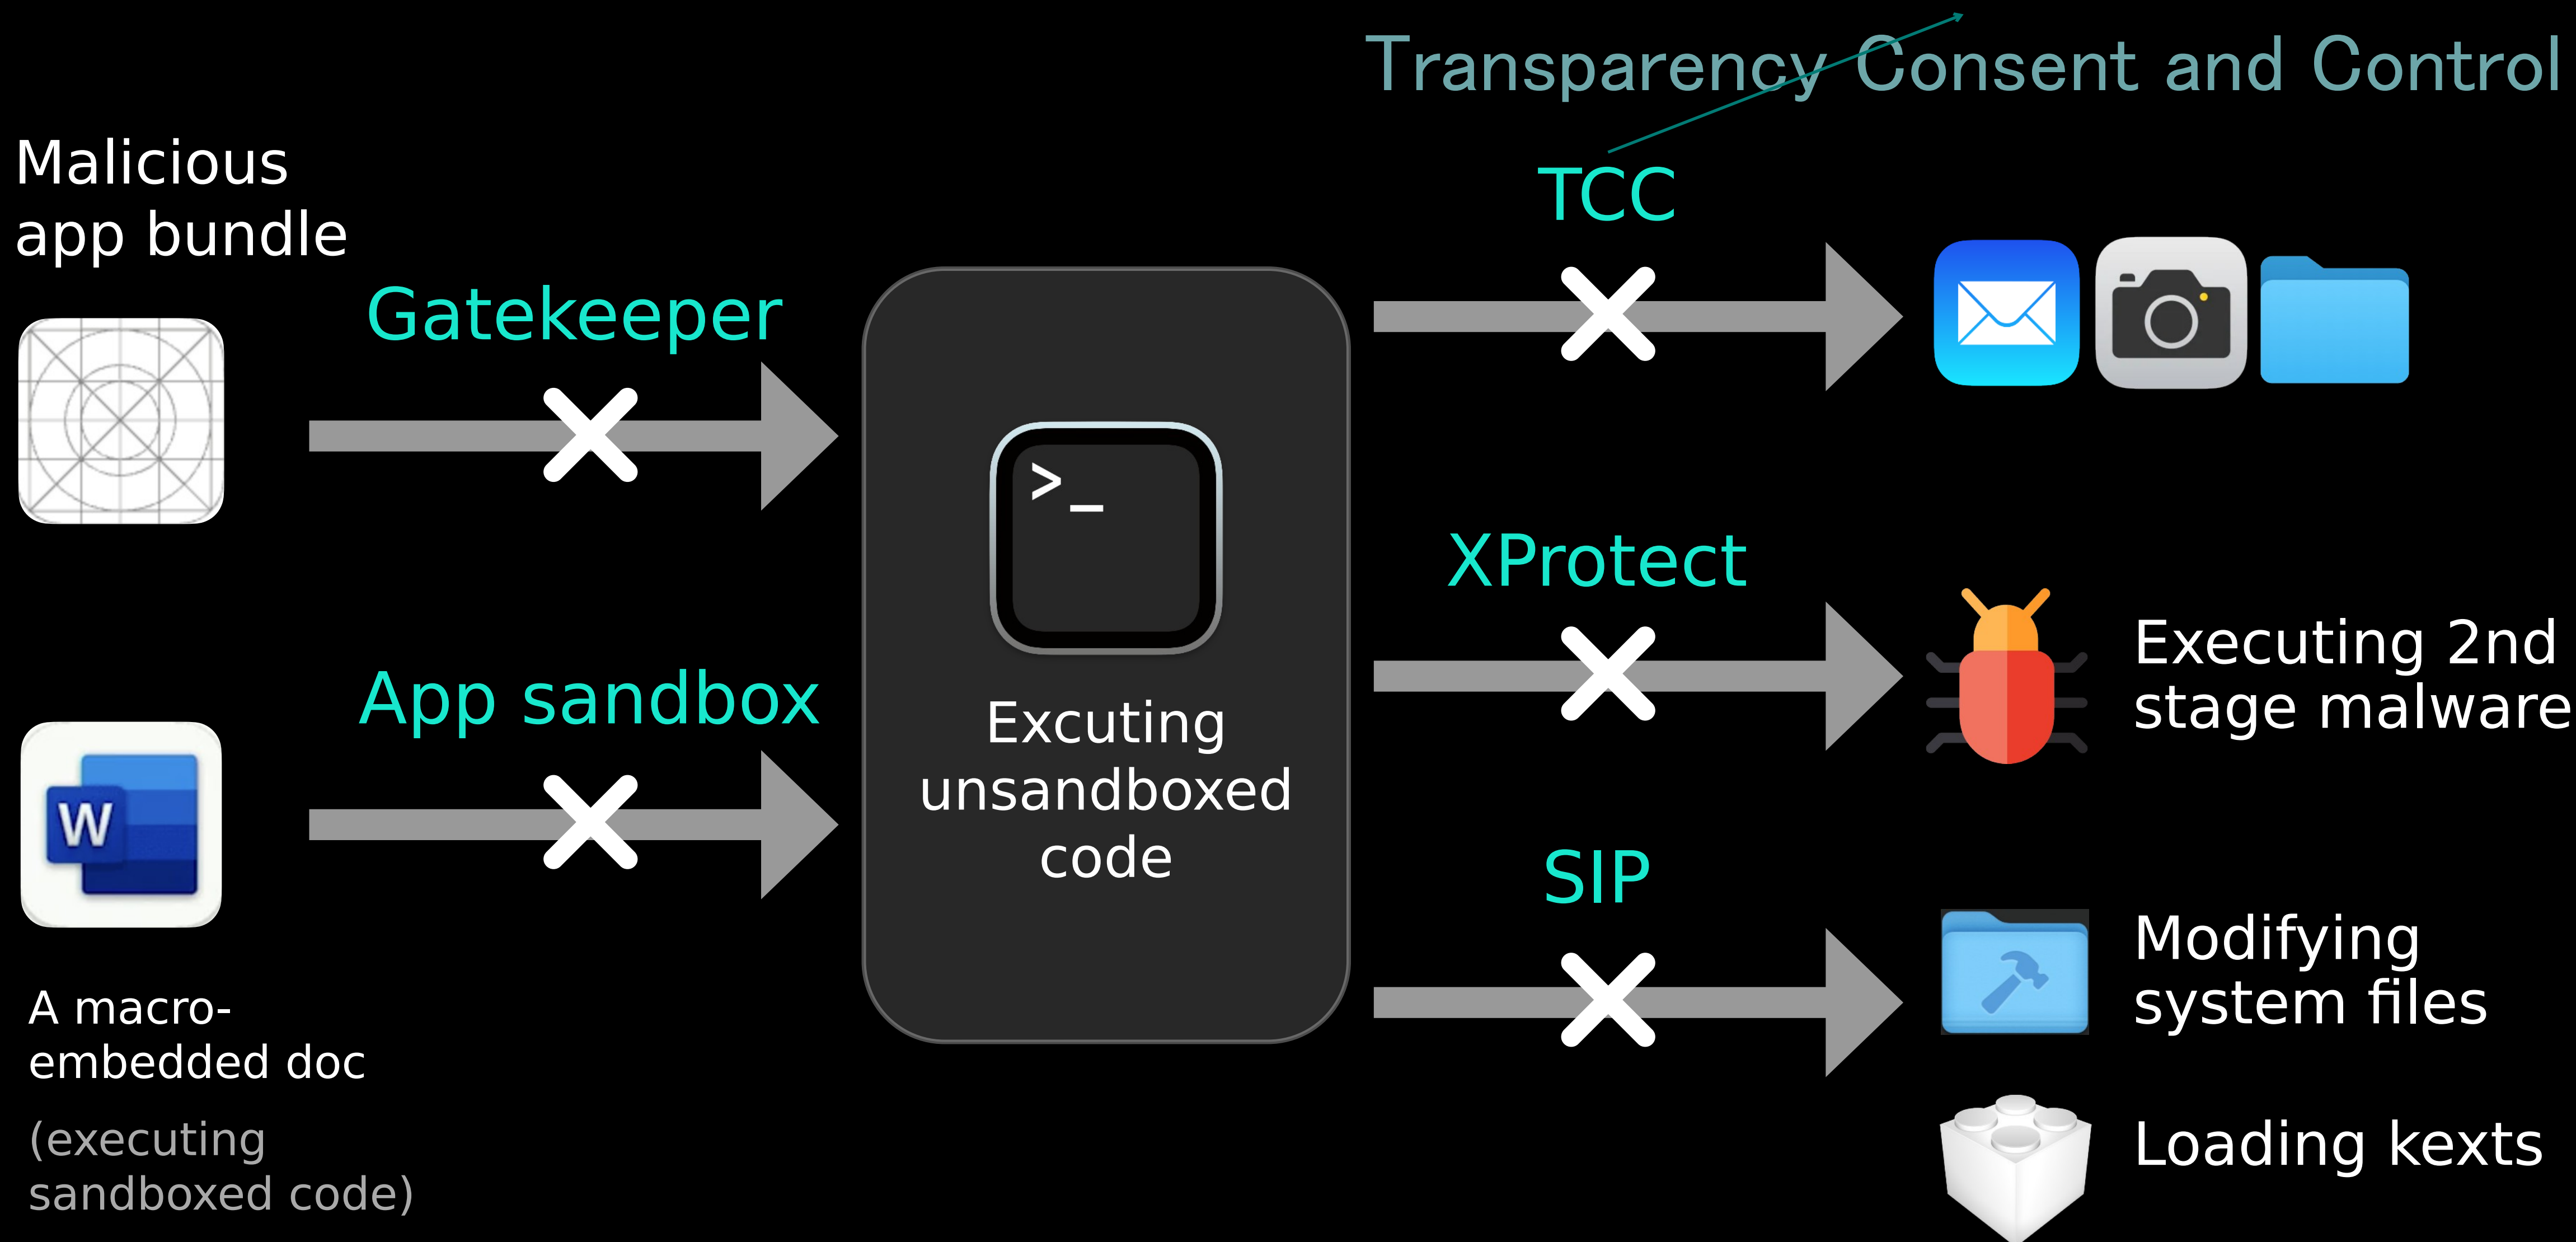 Transparency Consent and Control
Malicious
app bundle
TCC
Gatekeeper
>_
XProtect
Executing 2nd
stage malware
App sandbox
W
Excuting
unsandboxed
code
SIP
Modifying
system files
A macro-
embedded doc
(executing
sandboxed code)
Loading kexts